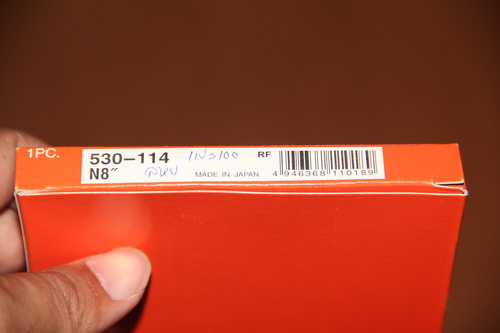 1PC.
530-114 RF
N8″ MADE IN JAPAN 4 946368 110189